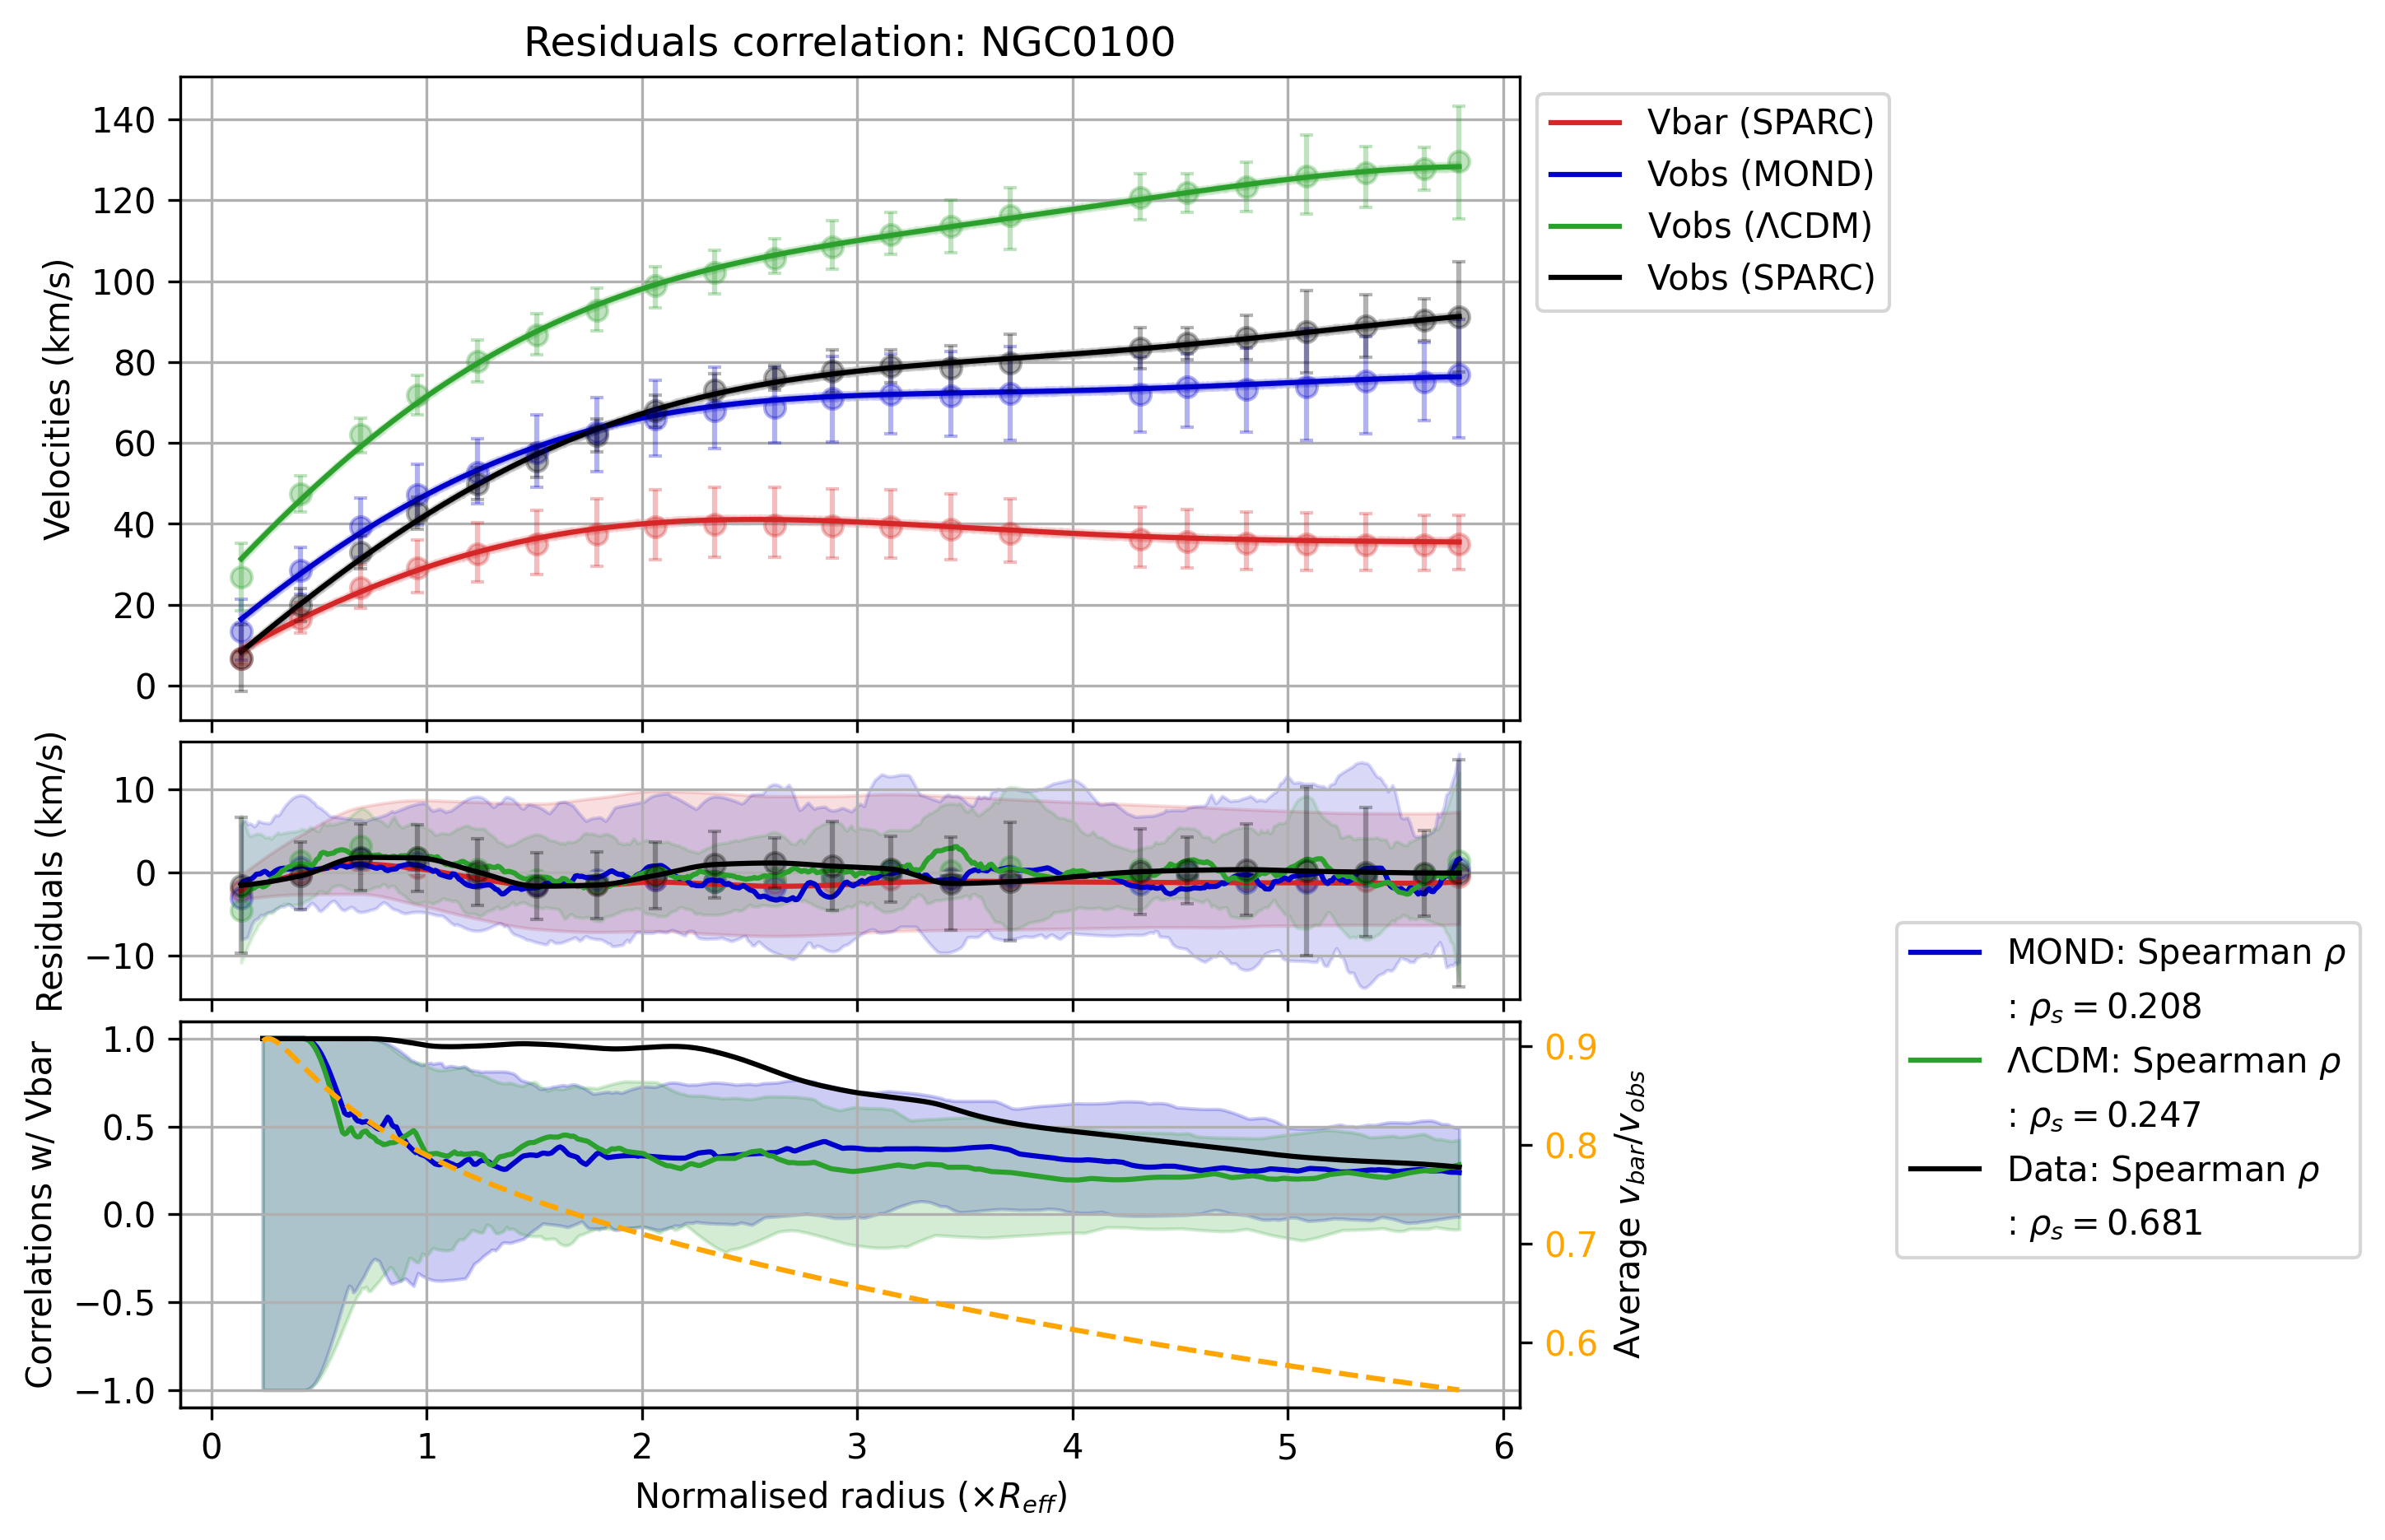 Residuals correlation: NGC0100
Velocities (km/s)
140
120
100
80
60
40
20
0
Vbar (SPARC)
Vobs (MOND)
Vobs (ΛCDM)
Vobs (SPARC)
Residuals (km/s)
10
0
−10
Correlations w/ Vbar
1.0
0.5
0.0
−0.5
−1.0
0.9
0.8
0.7
0.6
Average v_bar/v_obs
MOND: Spearman ρ
: ρ_s = 0.208
ΛCDM: Spearman ρ
: ρ_s = 0.247
Data: Spearman ρ
: ρ_s = 0.681
0 1 2 3 4 5 6
Normalised radius (×R_eff)